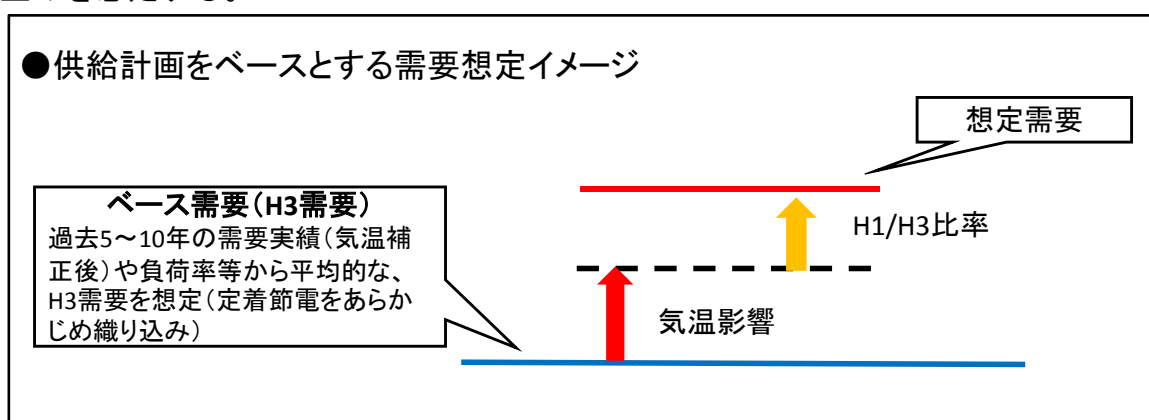 ●供給計画をベースとする需要想定イメージ
想定需要
ベース需要（H3需要）
過去5～10年の需要実績（気温補
正後）や負荷率等から平均的な、
H3需要を想定（定着節電をあらか
じめ織り込み）
H1/H3比率
気温影響